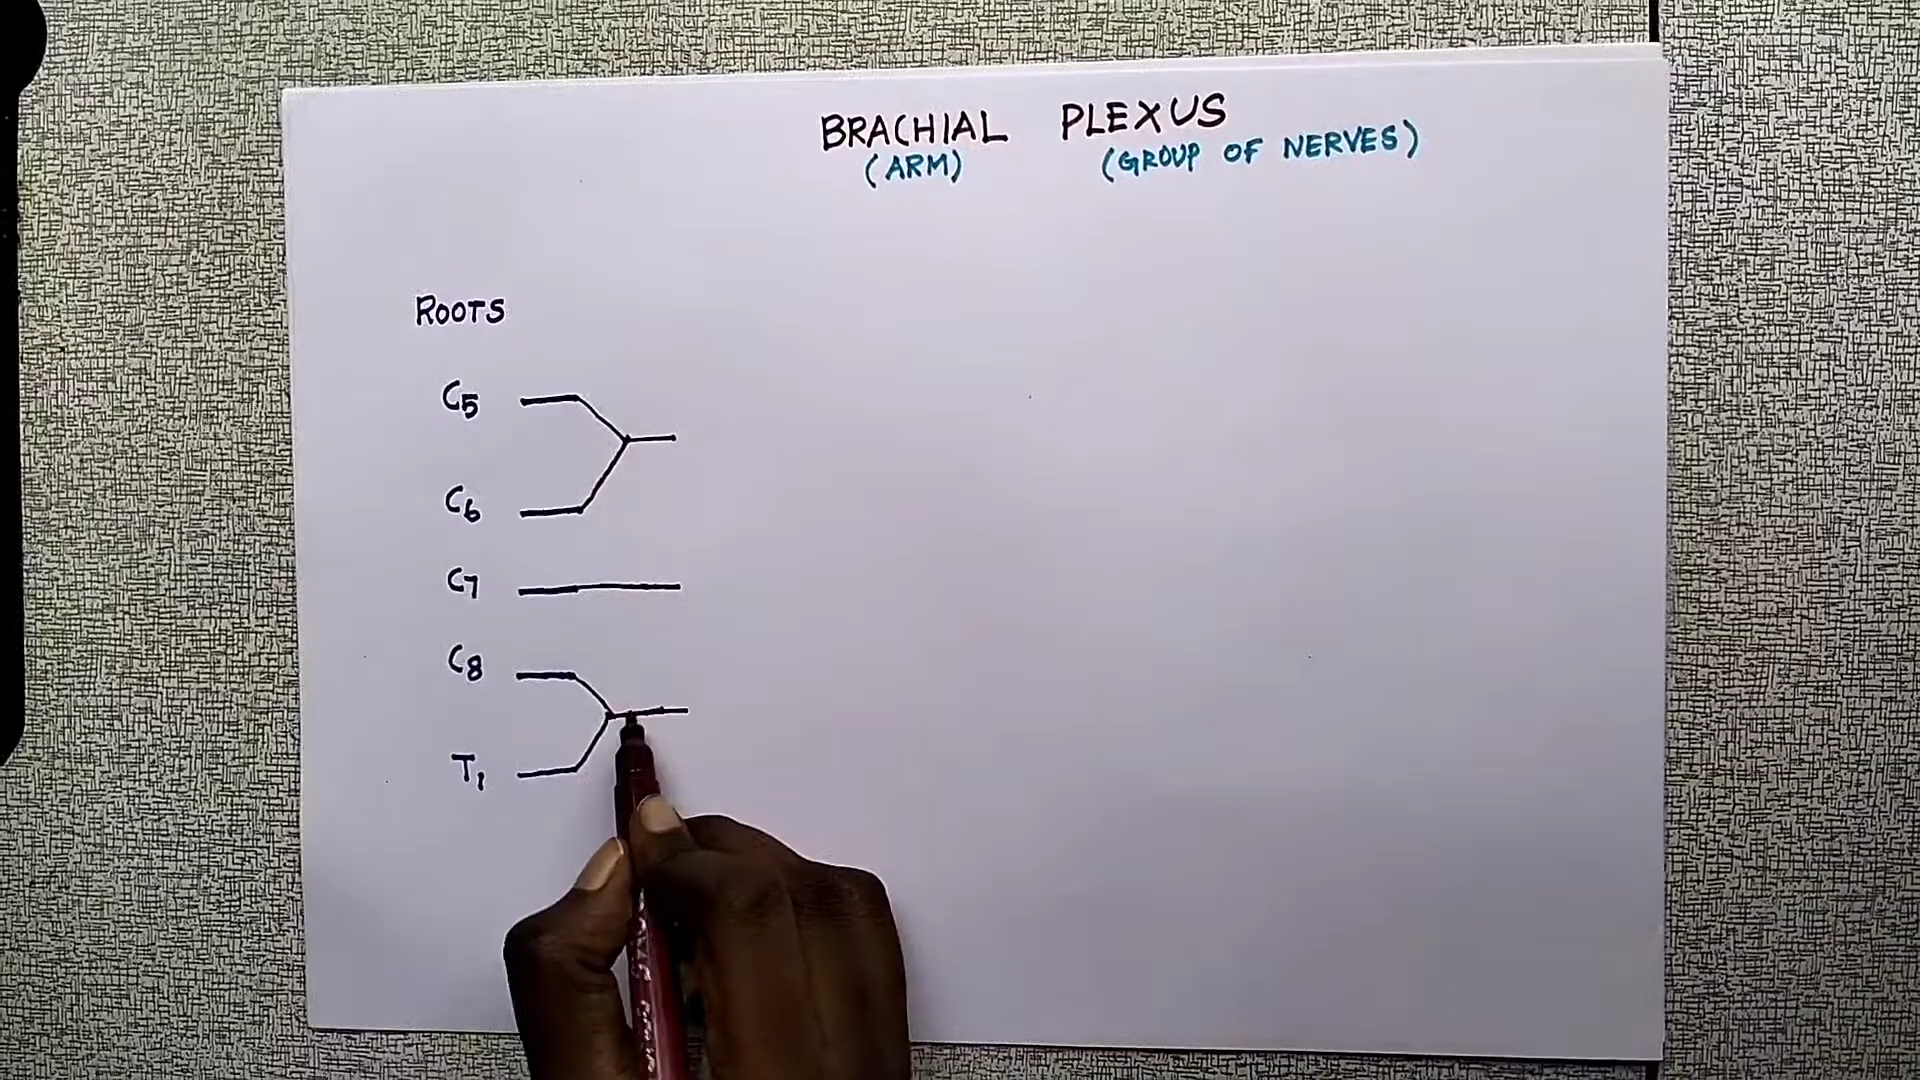 BRACHIAL PLEXUS
(ARM) (GROUP OF NERVES)
ROOTS
C5
C6
C7
C8
T1